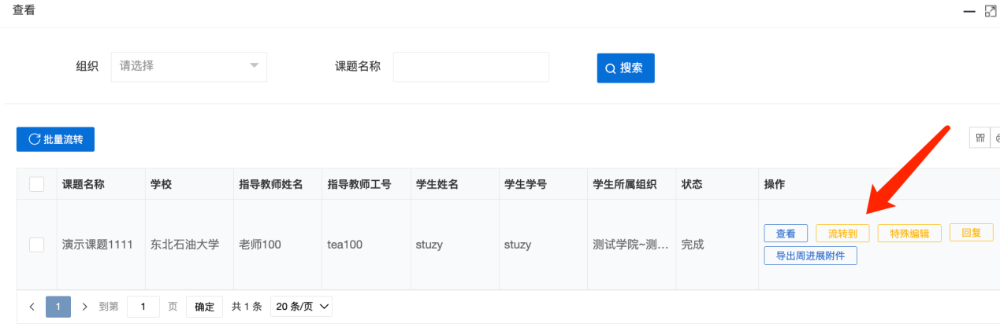 查看
组织 请选择 课题名称 搜索
批量流转
课题名称 学校 指导教师姓名 指导教师工号 学生姓名 学生学号 学生所属组织 状态 操作
演示课题1111 东北石油大学 老师100 tea100 stuzy stuzy 测试学院~测... 完成 查看 流转到 特殊编辑 回复
导出周进展附件
< 1 > 到第 1 页 确定 共 1 条 20 条/页